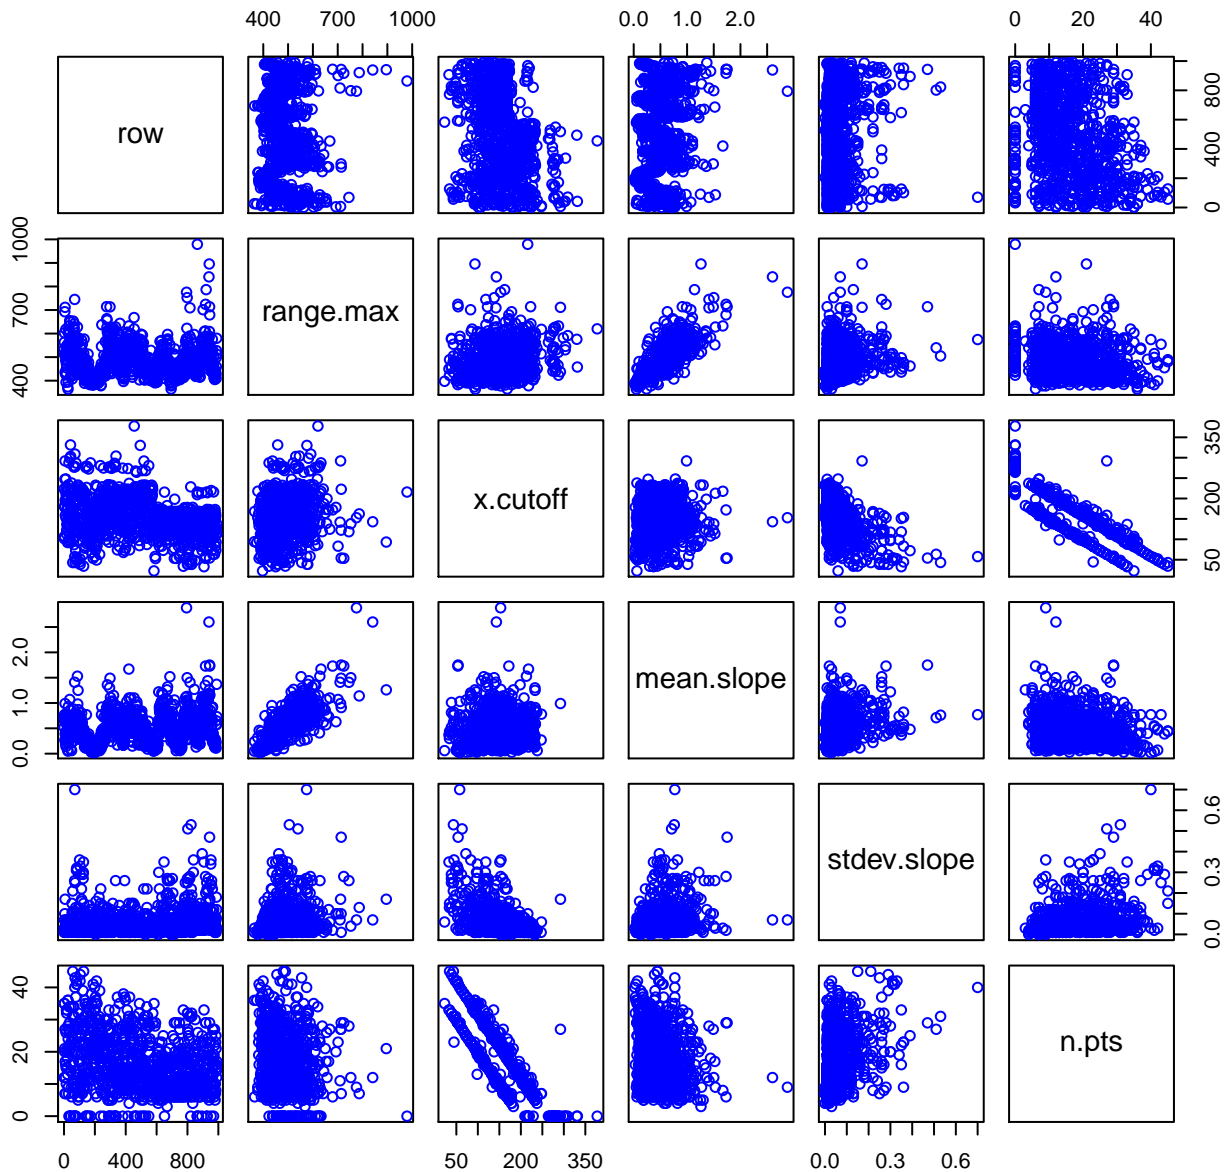 400 700 1000 0.0 1.0 2.0 0 20 40
row 0 400 800
400 700 1000 range.max
x.cutoff 50 200 350
0.0 1.0 2.0 mean.slope
stdev.slope 0.0 0.3 0.6
0 20 40 n.pts
0 400 800 50 200 350 0.0 0.3 0.6